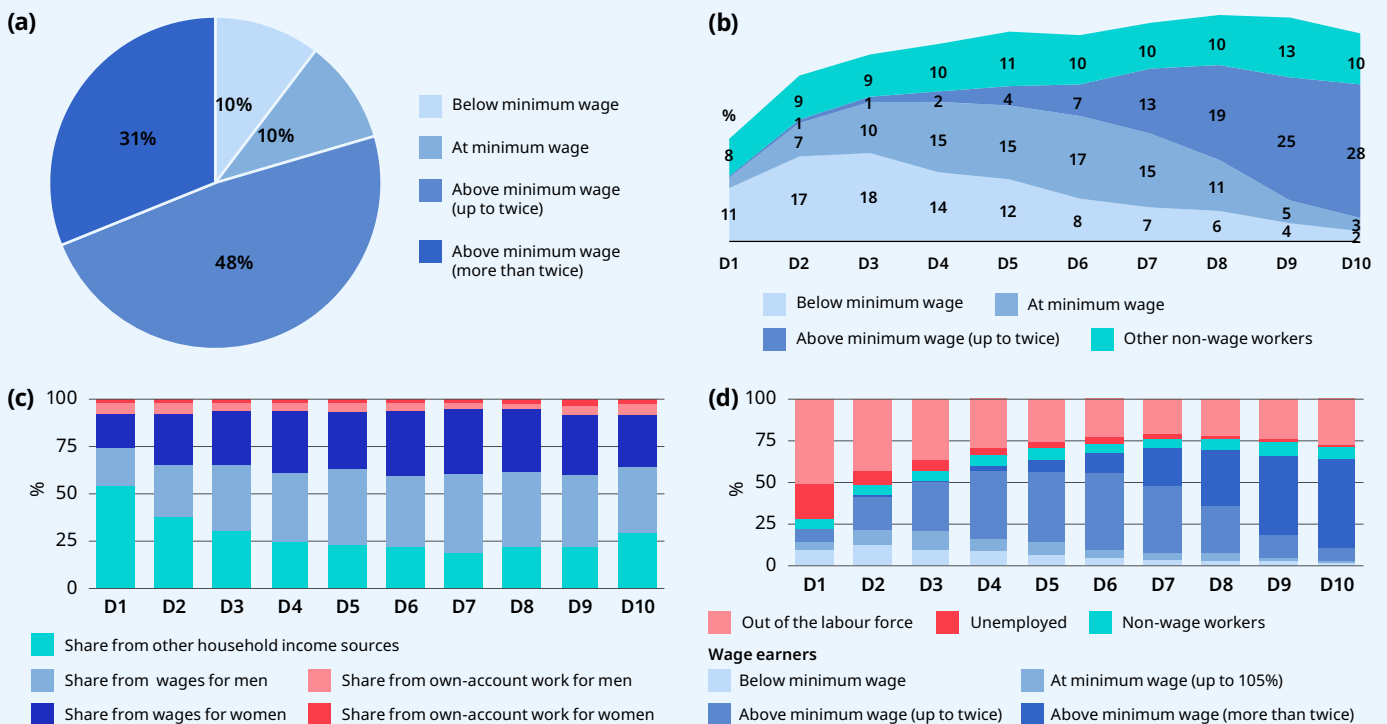 (a)
10%
10%
31%
48%
Below minimum wage
At minimum wage
Above minimum wage
(up to twice)
Above minimum wage
(more than twice)
(b)
%
8
9
9
10
11
10
10
10
13
10
1
1
2
4
7
13
19
25
28
7
10
15
15
17
15
11
5
3
11
17
18
14
12
8
7
6
4
2
D1 D2 D3 D4 D5 D6 D7 D8 D9 D10
Below minimum wage At minimum wage
Above minimum wage (up to twice) Other non-wage workers
(c)
100
75
50
25
0
%
D1 D2 D3 D4 D5 D6 D7 D8 D9 D10
Share from other household income sources
Share from wages for men Share from own-account work for men
Share from wages for women Share from own-account work for women
(d)
100
75
50
25
0
%
D1 D2 D3 D4 D5 D6 D7 D8 D9 D10
Out of the labour force Unemployed Non-wage workers
Wage earners
Below minimum wage At minimum wage (up to 105%)
Above minimum wage (up to twice) Above minimum wage (more than twice)